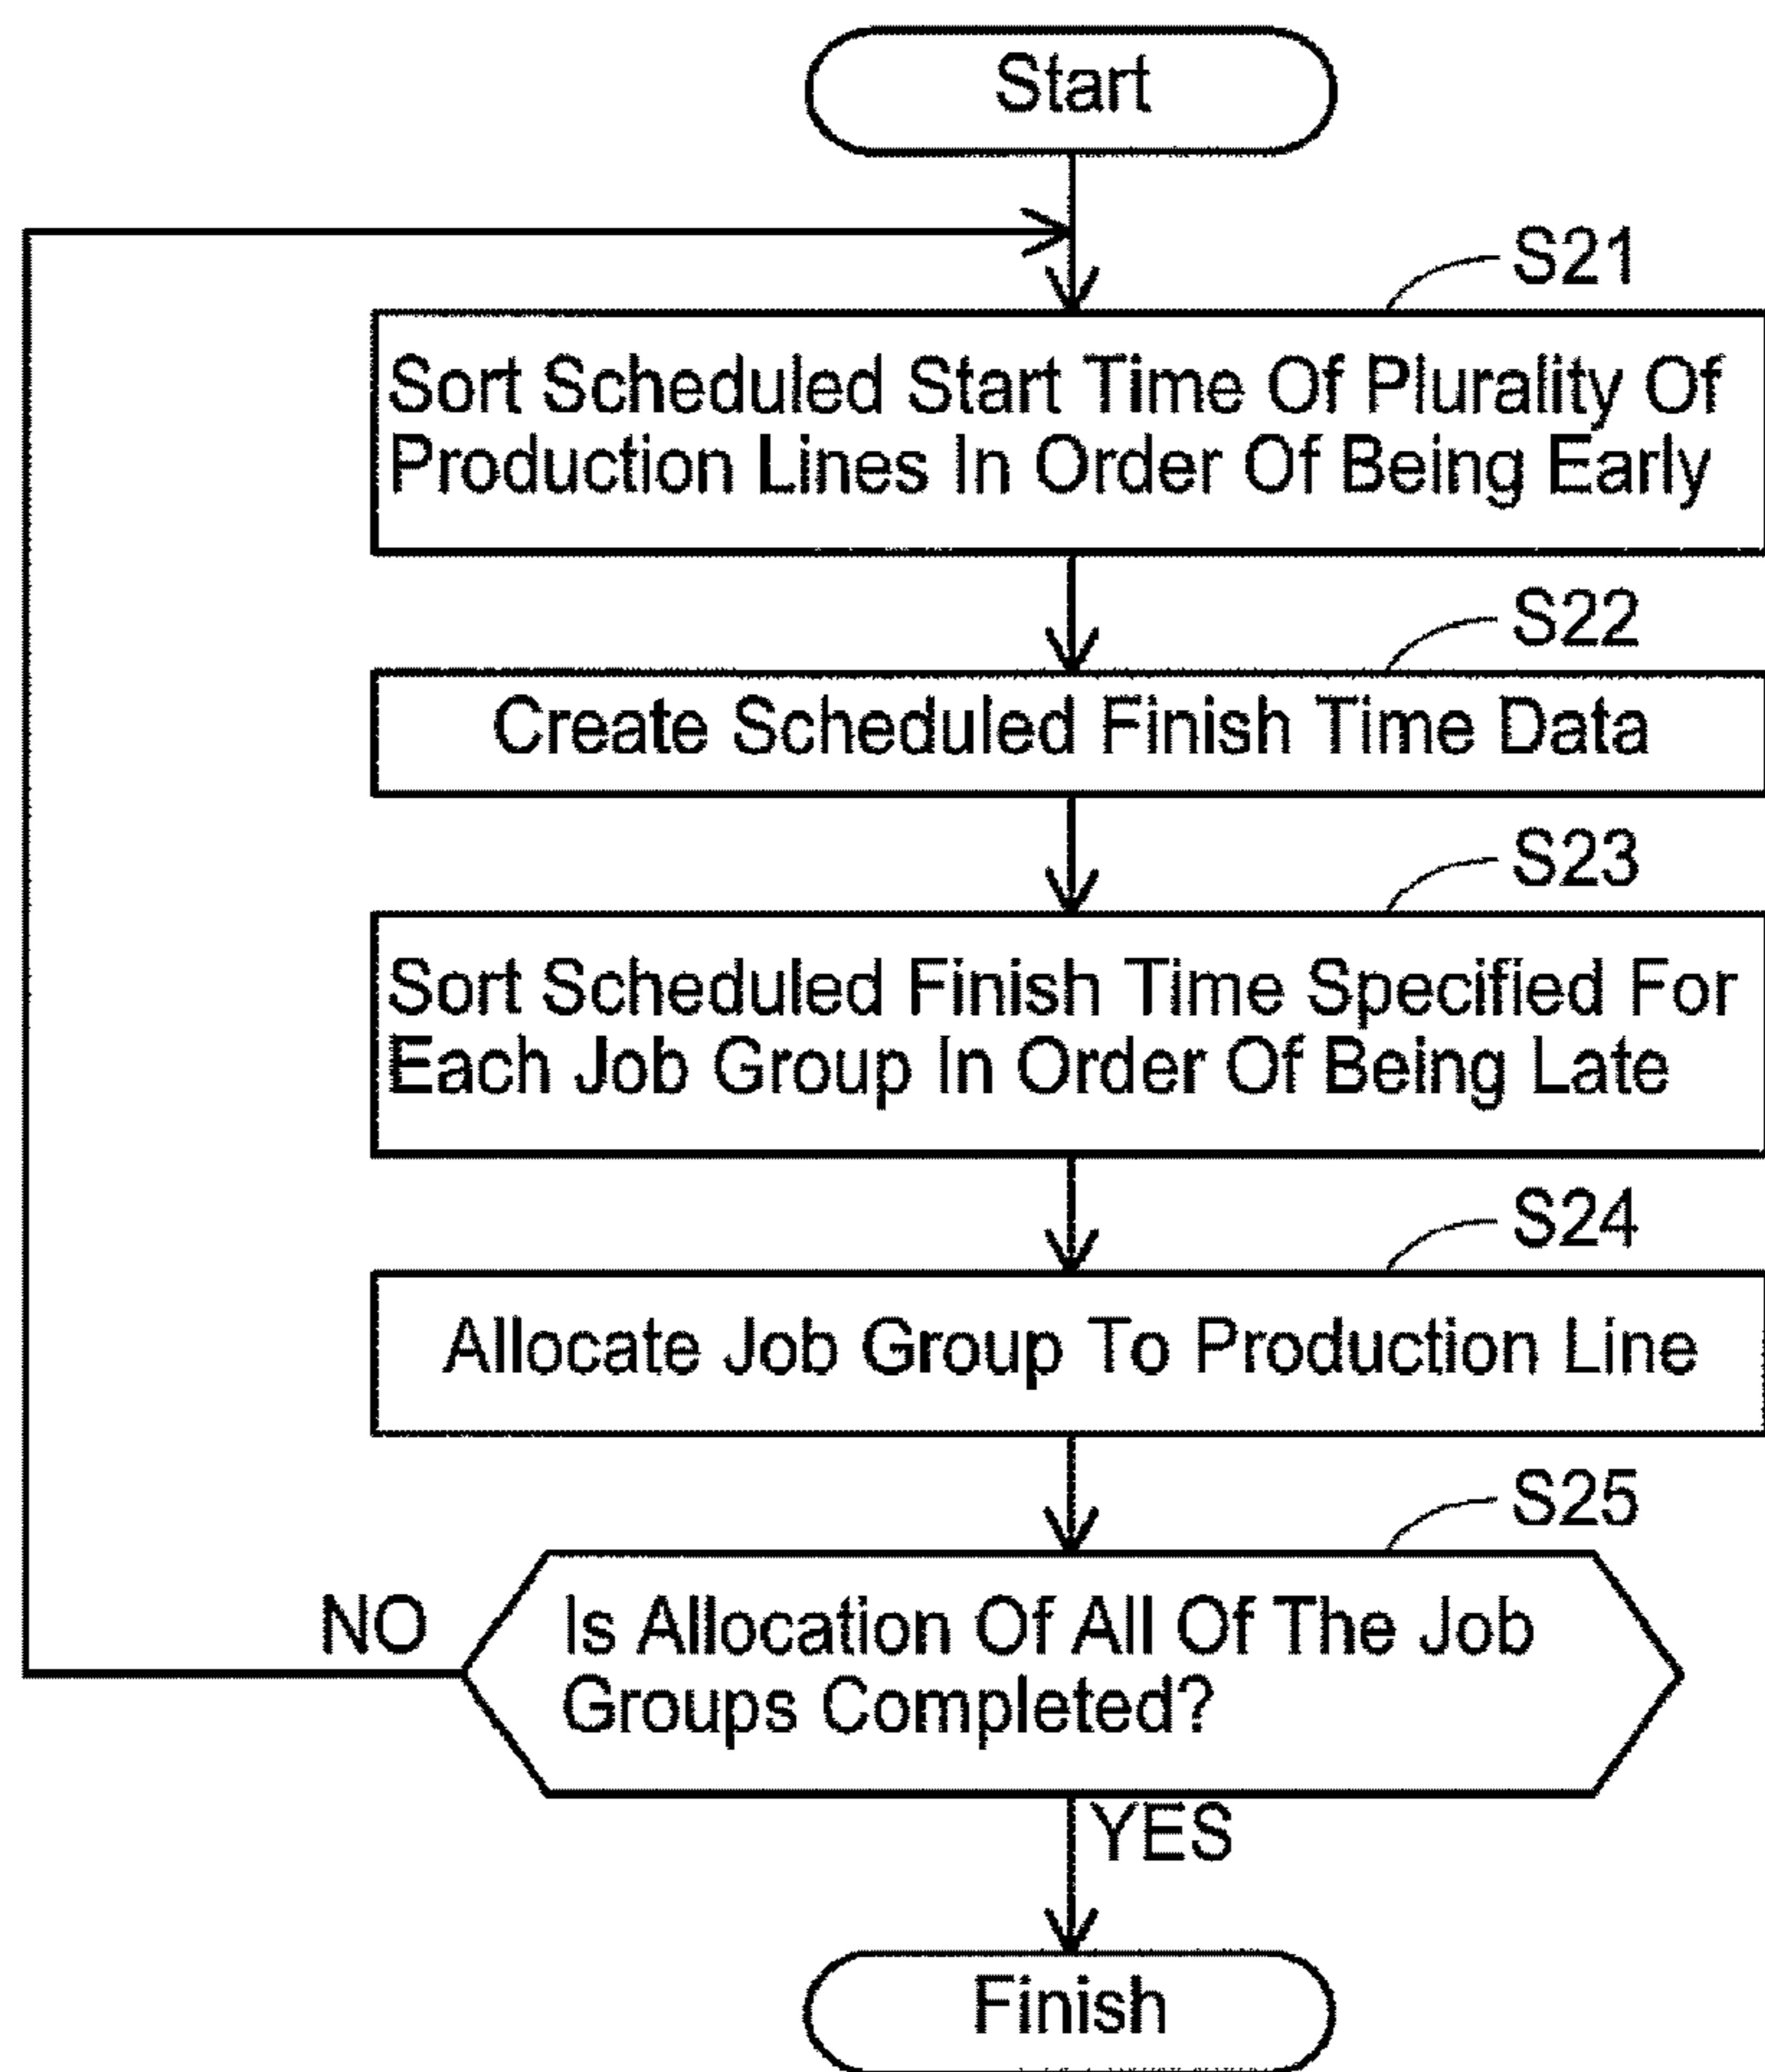 Start
S21
Sort Scheduled Start Time Of Plurality Of
Production Lines In Order Of Being Early
S22
Create Scheduled Finish Time Data
S23
Sort Scheduled Finish Time Specified For
Each Job Group In Order Of Being Late
S24
Allocate Job Group To Production Line
S25
NO
Is Allocation Of All Of The Job
Groups Completed?
YES
Finish